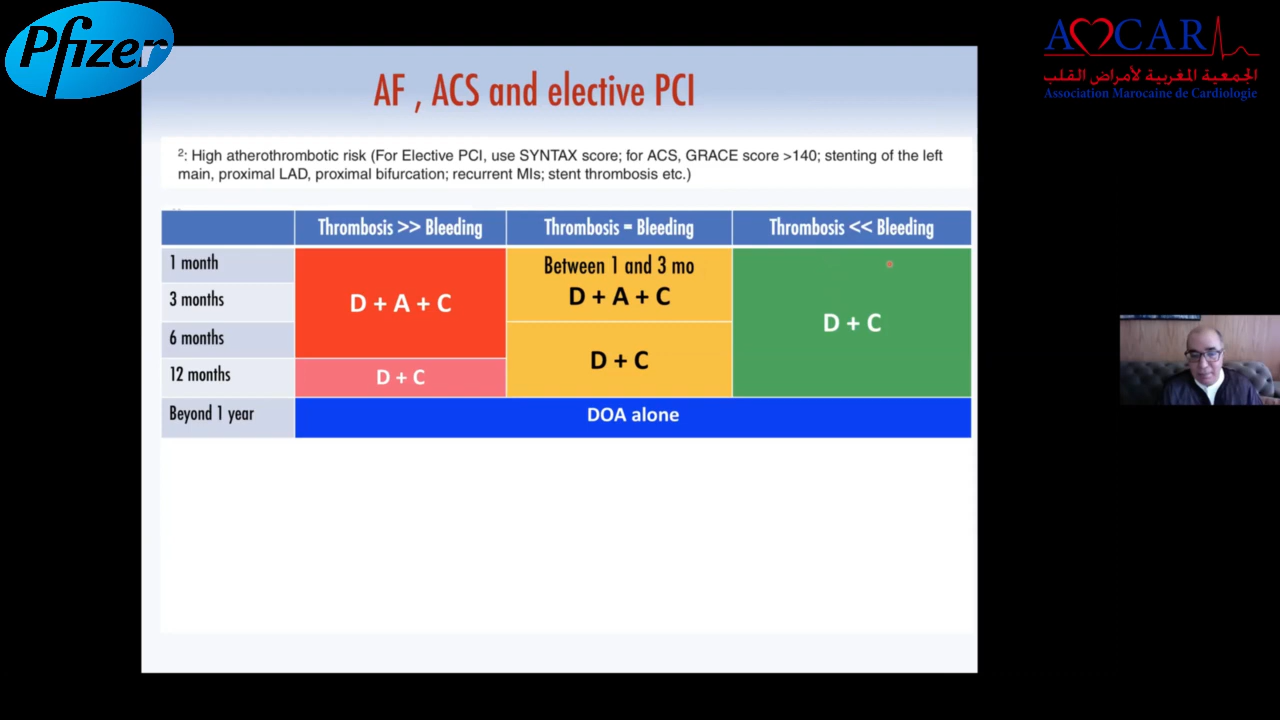 Pfizer
AMCAR
الجمعية المغربية لأمراض القلب
Association Marocaine de Cardiologie
AF , ACS and elective PCI
2: High atherothrombotic risk (For Elective PCI, use SYNTAX score; for ACS, GRACE score >140; stenting of the left
main, proximal LAD, proximal bifurcation; recurrent MIs; stent thrombosis etc.)
Thrombosis >> Bleeding
Thrombosis = Bleeding
Thrombosis << Bleeding
1 month
3 months
6 months
12 months
Beyond 1 year
D + A + C
D + C
Between 1 and 3 mo
D + A + C
D + C
D + C
DOA alone